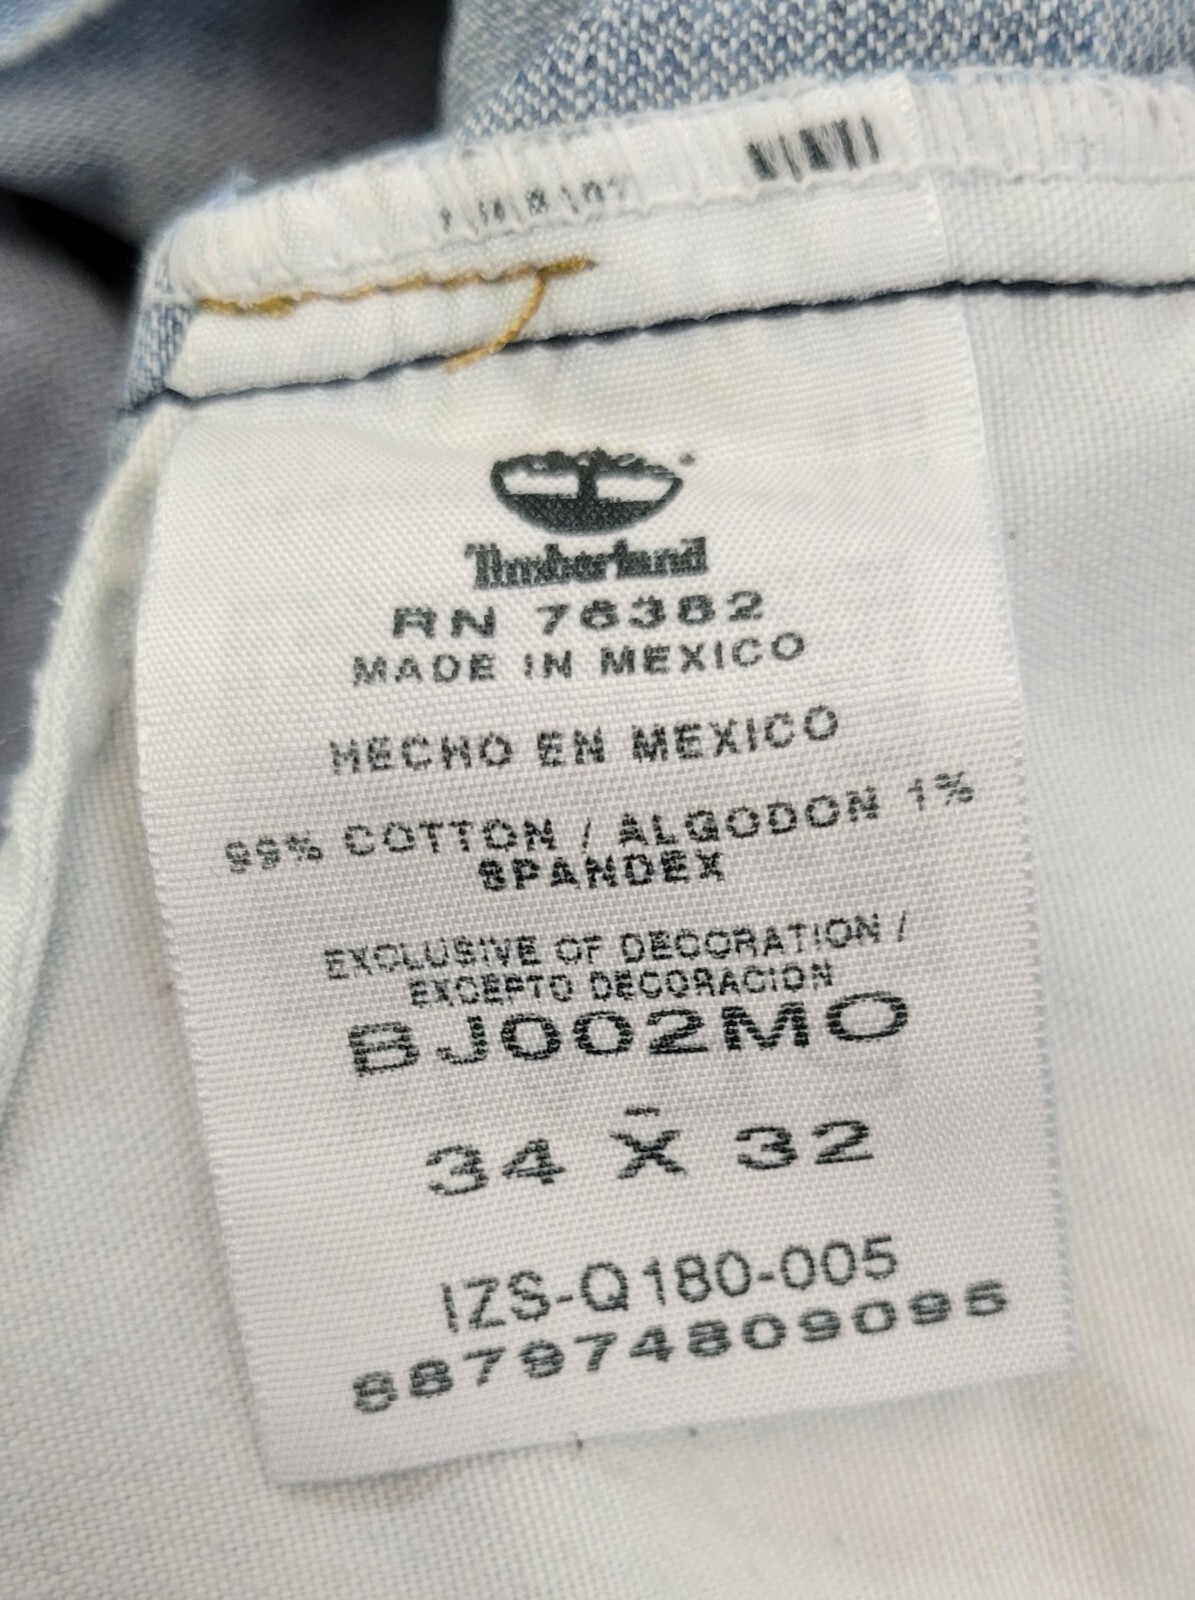 Timberland
RN 76382
MADE IN MEXICO
HECHO EN MEXICO
99% COTTON / ALGODON 1%
SPANDEX
EXCLUSIVE OF DECORATION /
EXCEPTO DECORACION
BJ002MO
34 X 32
IZS-Q180-005
887974809095